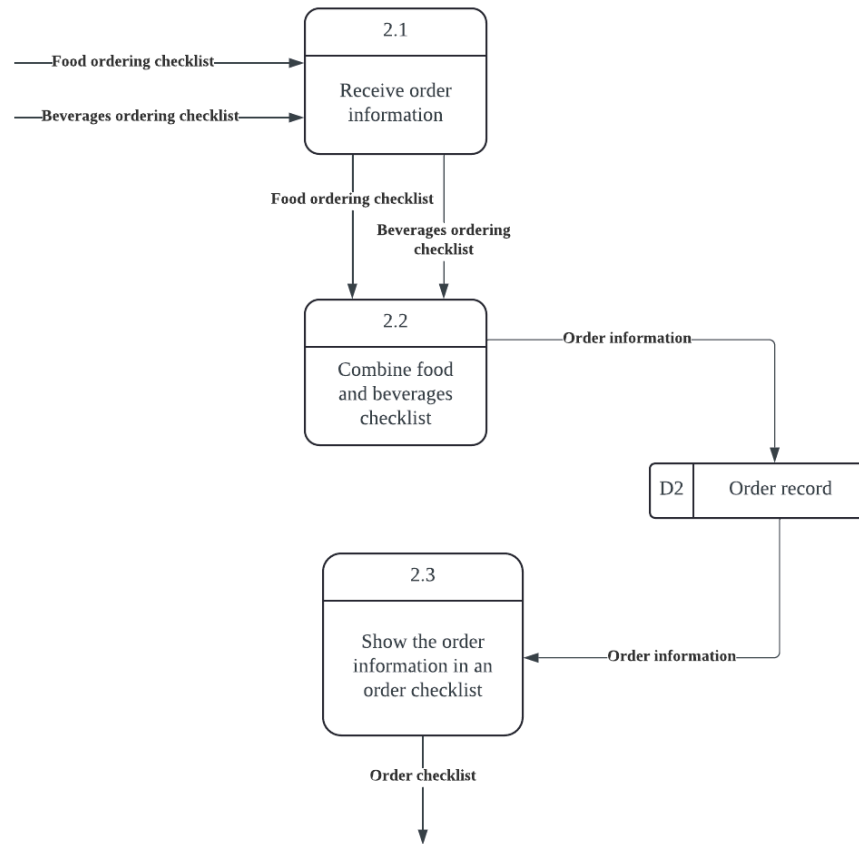 2.1
Food ordering checklist
Receive order
information
Beverages ordering checklist
Food ordering checklist
Beverages ordering
checklist
2.2
Order information
Combine food
and beverages
checklist
D2
Order record
2.3
Show the order
information in an
order checklist
Order information
Order checklist